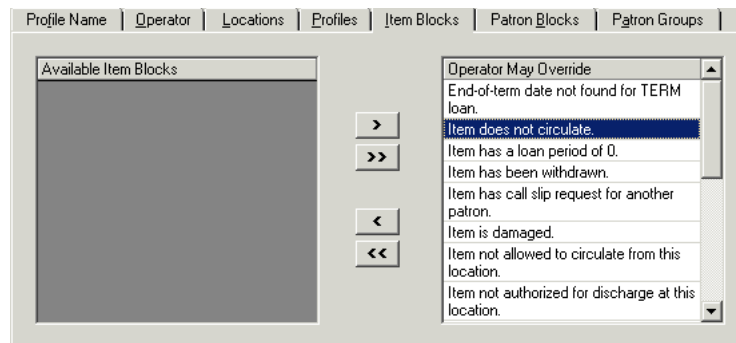 Profile Name Operator Locations Profiles Item Blocks Patron Blocks Patron Groups
Available Item Blocks
>
>>
<
<<
Operator May Override
End-of-term date not found for TERM
loan.
Item does not circulate.
Item has a loan period of 0.
Item has been withdrawn.
Item has call slip request for another
patron.
Item is damaged.
Item not allowed to circulate from this
location.
Item not authorized for discharge at this
location.